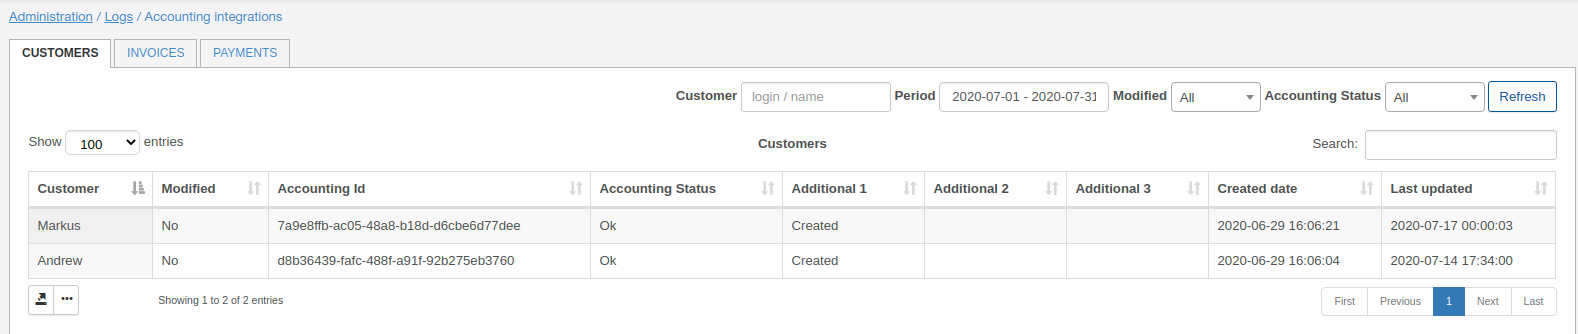 Administration / Logs / Accounting integrations
CUSTOMERS INVOICES PAYMENTS
Customer login / name Period 2020-07-01 - 2020-07-31 Modified All Accounting Status All Refresh
Show 100 entries Customers Search:
Customer Modified Accounting Id Accounting Status Additional 1 Additional 2 Additional 3 Created date Last updated
Markus No 7a9e8ffb-ac05-48a8-b18d-d6cbe6d77dee Ok Created 2020-06-29 16:06:21 2020-07-17 00:00:03
Andrew No d8b36439-fafc-488f-a91f-92b275eb3760 Ok Created 2020-06-29 16:06:04 2020-07-14 17:34:00
Showing 1 to 2 of 2 entries First Previous 1 Next Last